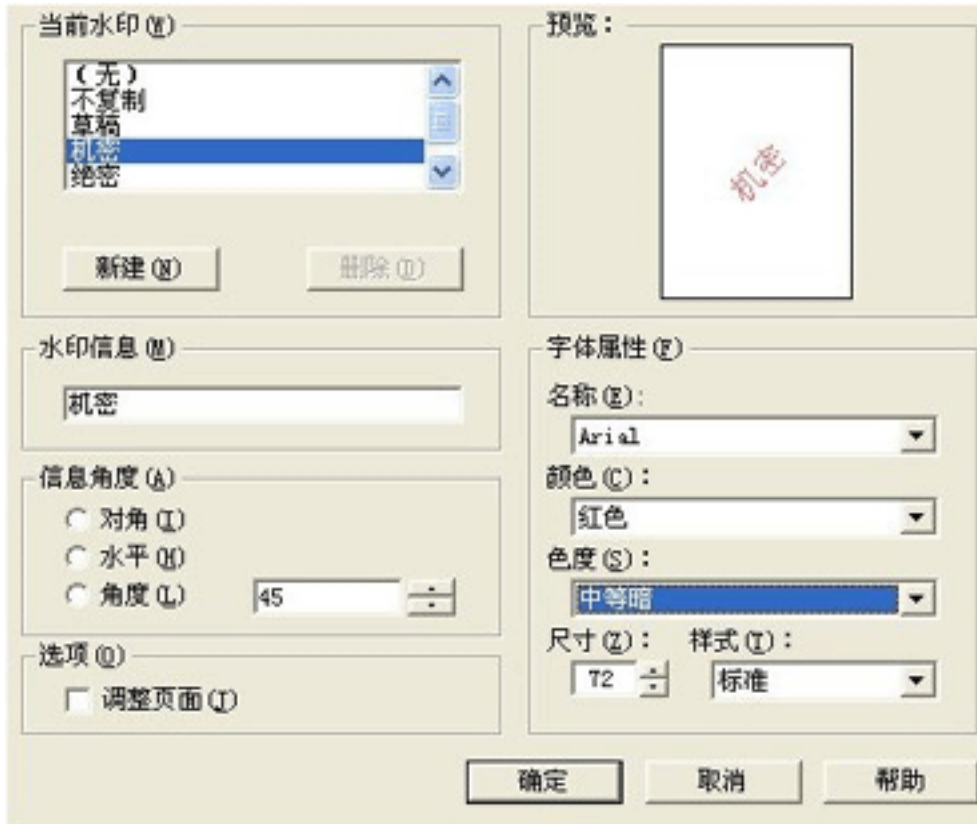 当前水印(W)
(无)
不复制
草稿
机密
绝密
新建(N)
删除(D)
预览：
机密
水印信息(M)
机密
信息角度(A)
对角(I)
水平(H)
角度(L)
45
选项(O)
调整页面(J)
字体属性(F)
名称(E):
Arial
颜色(C)：
红色
色度(S)：
中等暗
尺寸(Z)： 样式(T)：
72 标准
确定 取消 帮助